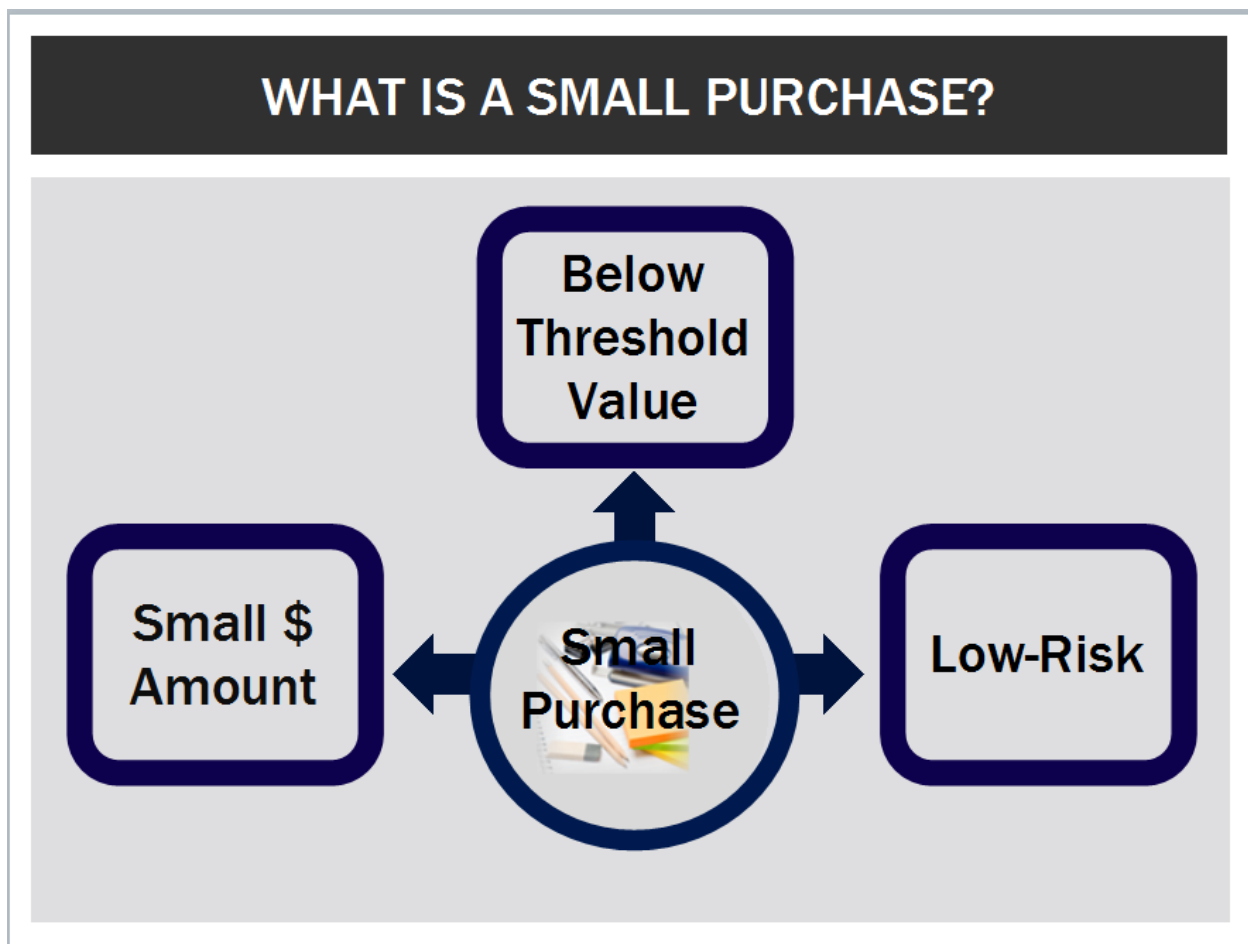 WHAT IS A SMALL PURCHASE?
Below
Threshold
Value
Small $
Amount
Small
Purchase
Low-Risk